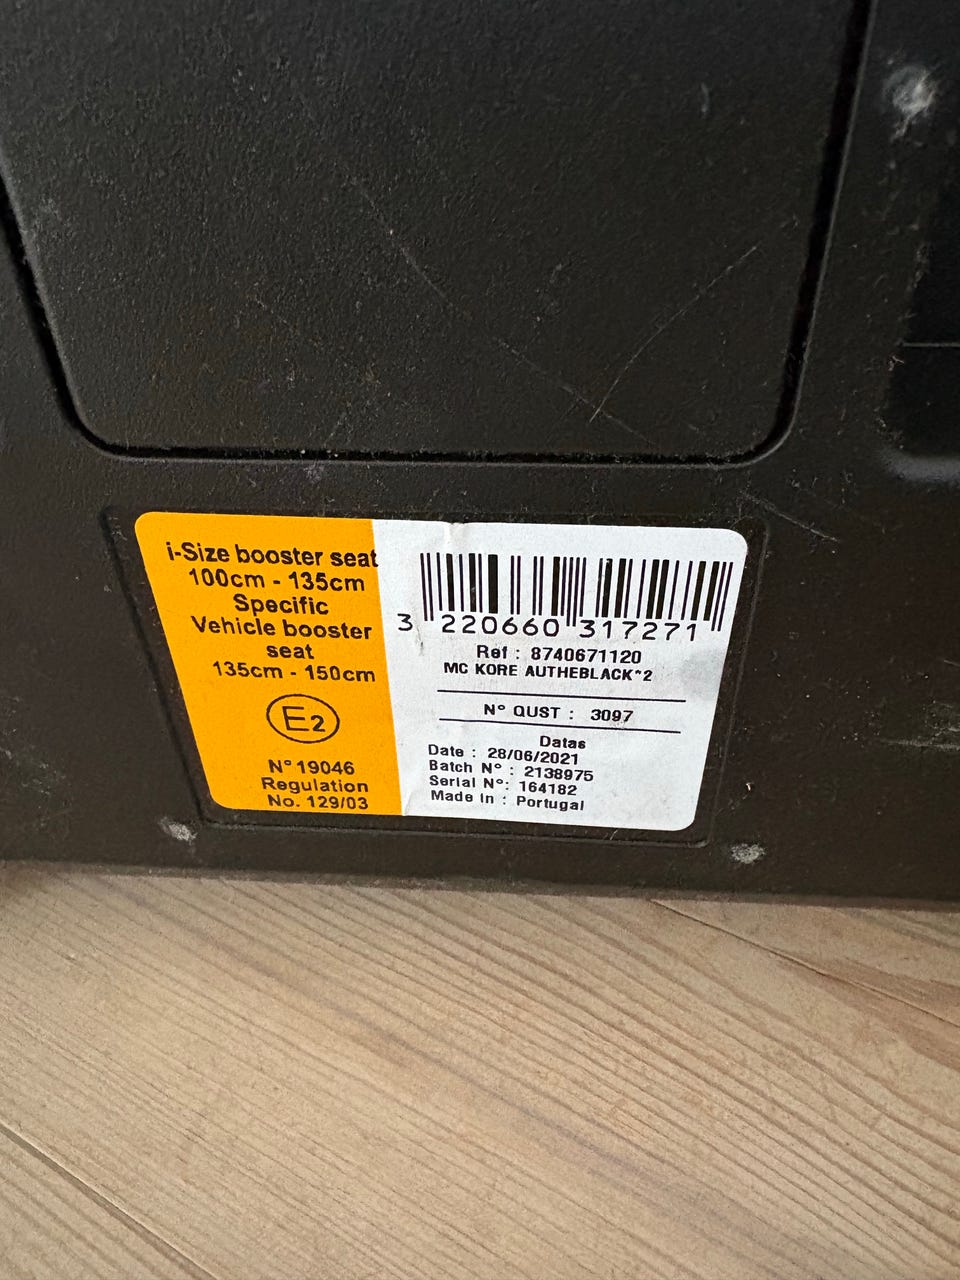 i-Size booster seat
100cm - 135cm
Specific
Vehicle booster
seat
135cm - 150cm
E2
N° 19046
Regulation
No. 129/03
3 220660 317271
Ref : 8740671120
MC KORE AUTHEBLACK*2
N° QUST : 3097
Datas
Date : 28/06/2021
Batch N° : 2138975
Serial N°: 164182
Made In : Portugal